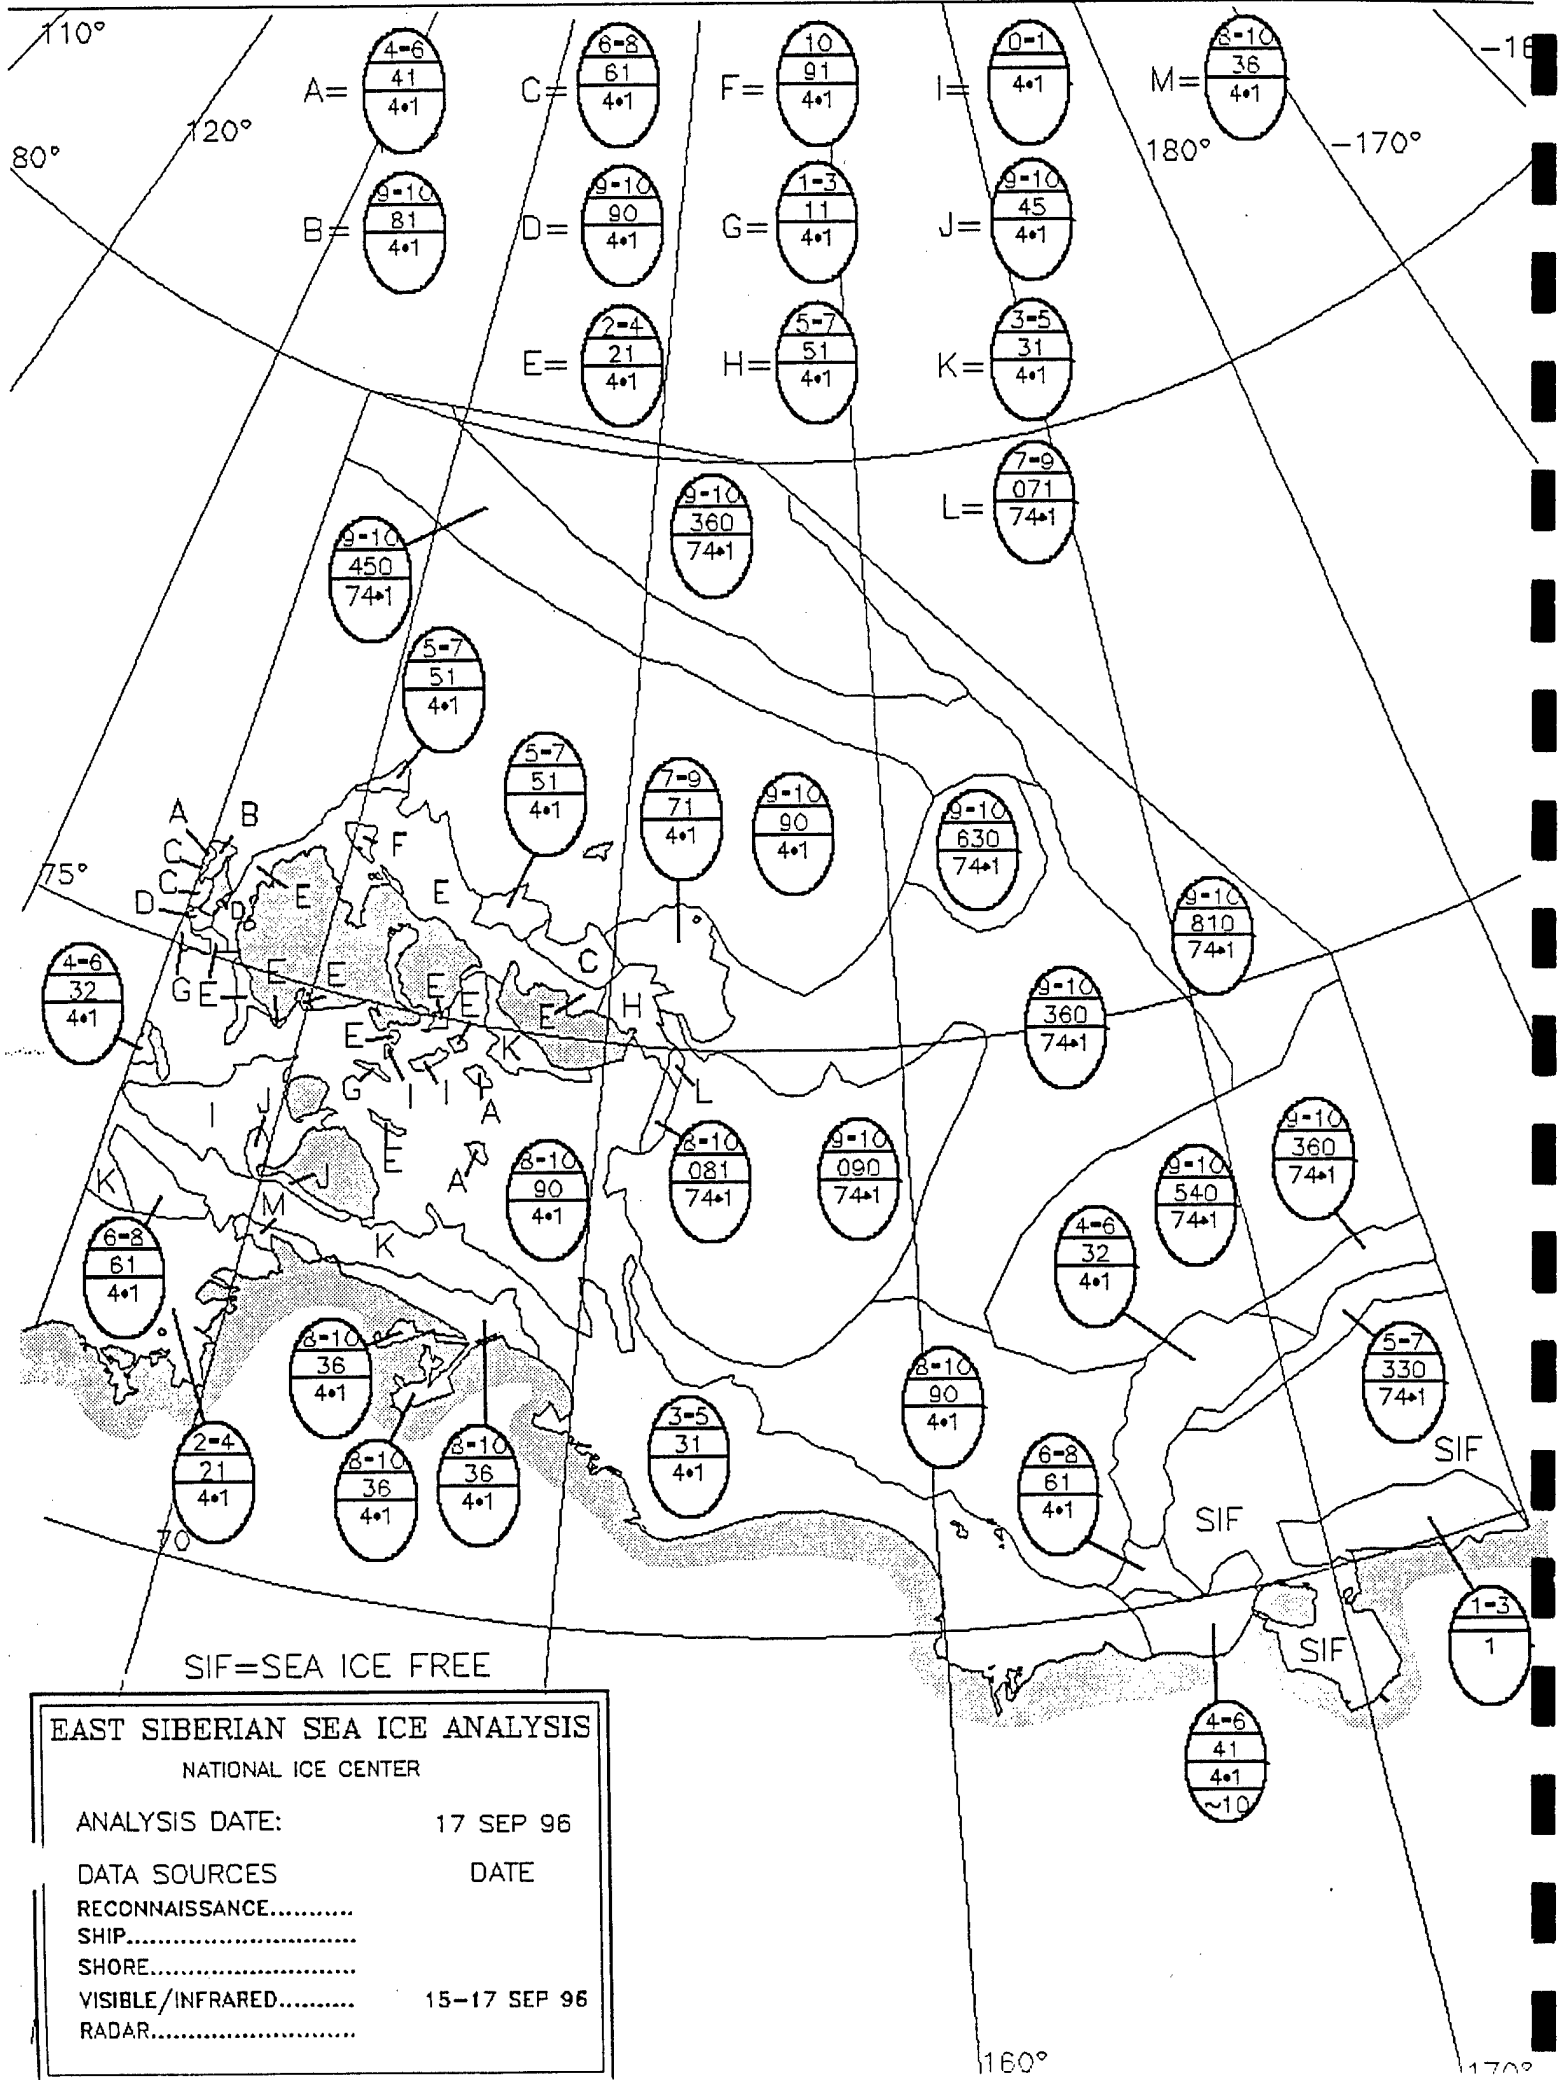 110°
120°
80°
180°
-170°
A=
4-6
41
4•1
C=
6-8
61
4•1
F=
10
91
4•1
I=
0-1
4•1
M=
8-10
36
4•1
B=
9-10
81
4•1
D=
9-10
90
4•1
G=
1-3
11
4•1
J=
9-10
45
4•1
E=
2-4
21
4•1
H=
5-7
51
4•1
K=
3-5
31
4•1
L=
7-9
071
74•1
9-10
360
74•1
9-10
450
74•1
5-7
51
4•1
5-7
51
4•1
7-9
71
4•1
9-10
90
4•1
9-10
630
74•1
A
B
C
F
75°
C
E
E
D
D
9-10
810
74•1
4-6
32
4•1
G
E
E
E
E
E
C
E
H
9-10
360
74•1
E
K
G
I
I
A
L
I
J
E
A
K
J
M
K
8-10
90
4•1
8-10
081
74•1
9-10
090
74•1
9-10
540
74•1
9-10
360
74•1
6-8
61
4•1
4-6
32
4•1
8-10
36
4•1
5-7
330
74•1
8-10
90
4•1
2-4
21
4•1
8-10
36
4•1
8-10
36
4•1
3-5
31
4•1
6-8
61
4•1
SIF
SIF
70
1-3
1
SIF
4-6
41
4•1
~10
SIF=SEA ICE FREE
EAST SIBERIAN SEA ICE ANALYSIS
NATIONAL ICE CENTER
ANALYSIS DATE: 17 SEP 96
DATA SOURCES DATE
RECONNAISSANCE...........
SHIP............................
SHORE.........................
VISIBLE/INFRARED.......... 15-17 SEP 96
RADAR.........................
160°
170°